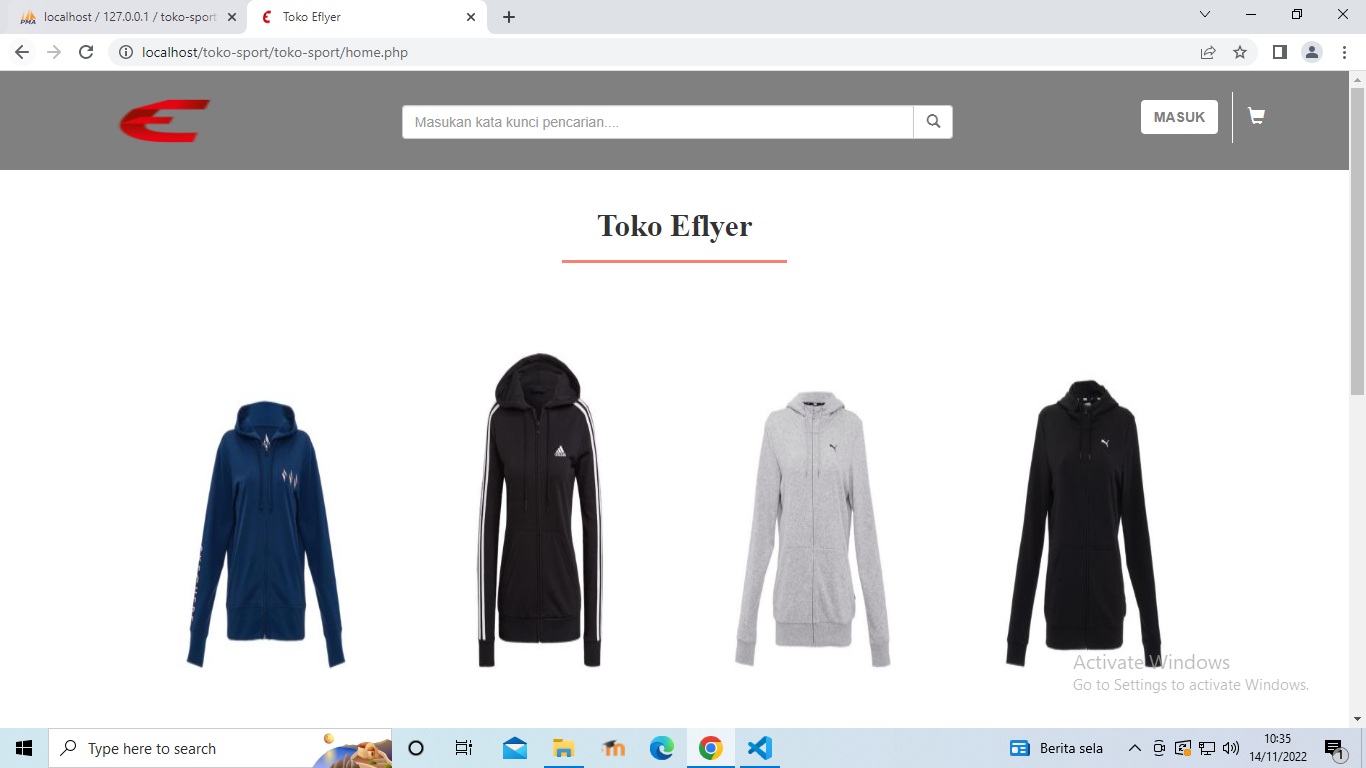 localhost / 127.0.0.1 / toko-sport
Toko Eflyer
localhost/toko-sport/toko-sport/home.php
Masukan kata kunci pencarian....
MASUK
Toko Eflyer
Activate Windows
Go to Settings to activate Windows.
Type here to search
Berita sela
10:35
14/11/2022
1